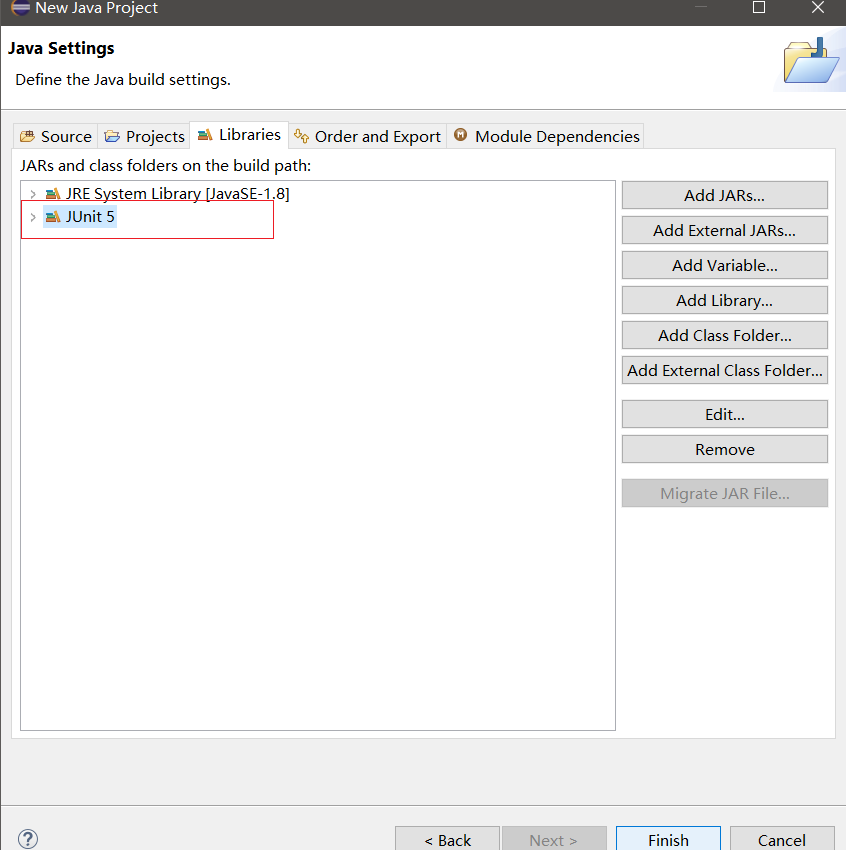 New Java Project
Java Settings
Define the Java build settings.
Source Projects Libraries Order and Export M Module Dependencies
JARs and class folders on the build path:
JRE System Library [JavaSE-1.8]
JUnit 5
Add JARs...
Add External JARs...
Add Variable...
Add Library...
Add Class Folder...
Add External Class Folder...
Edit...
Remove
Migrate JAR File...
? < Back Next > Finish Cancel